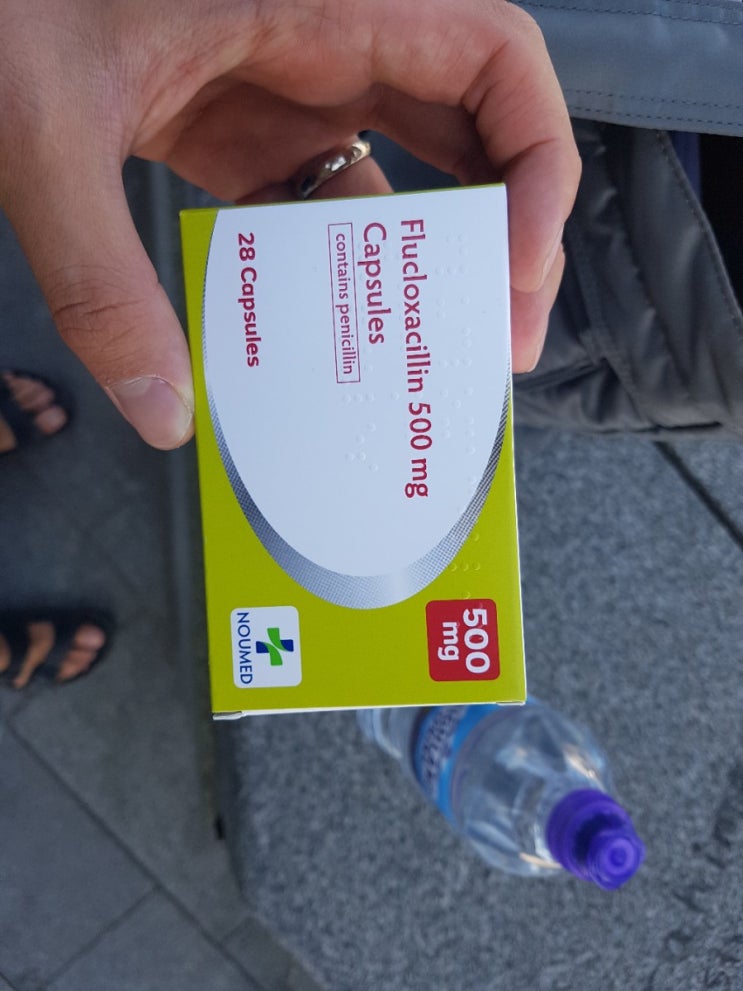 Flucloxacillin 500 mg
Capsules
contains penicillin
28 Capsules
500
mg
NOUMED